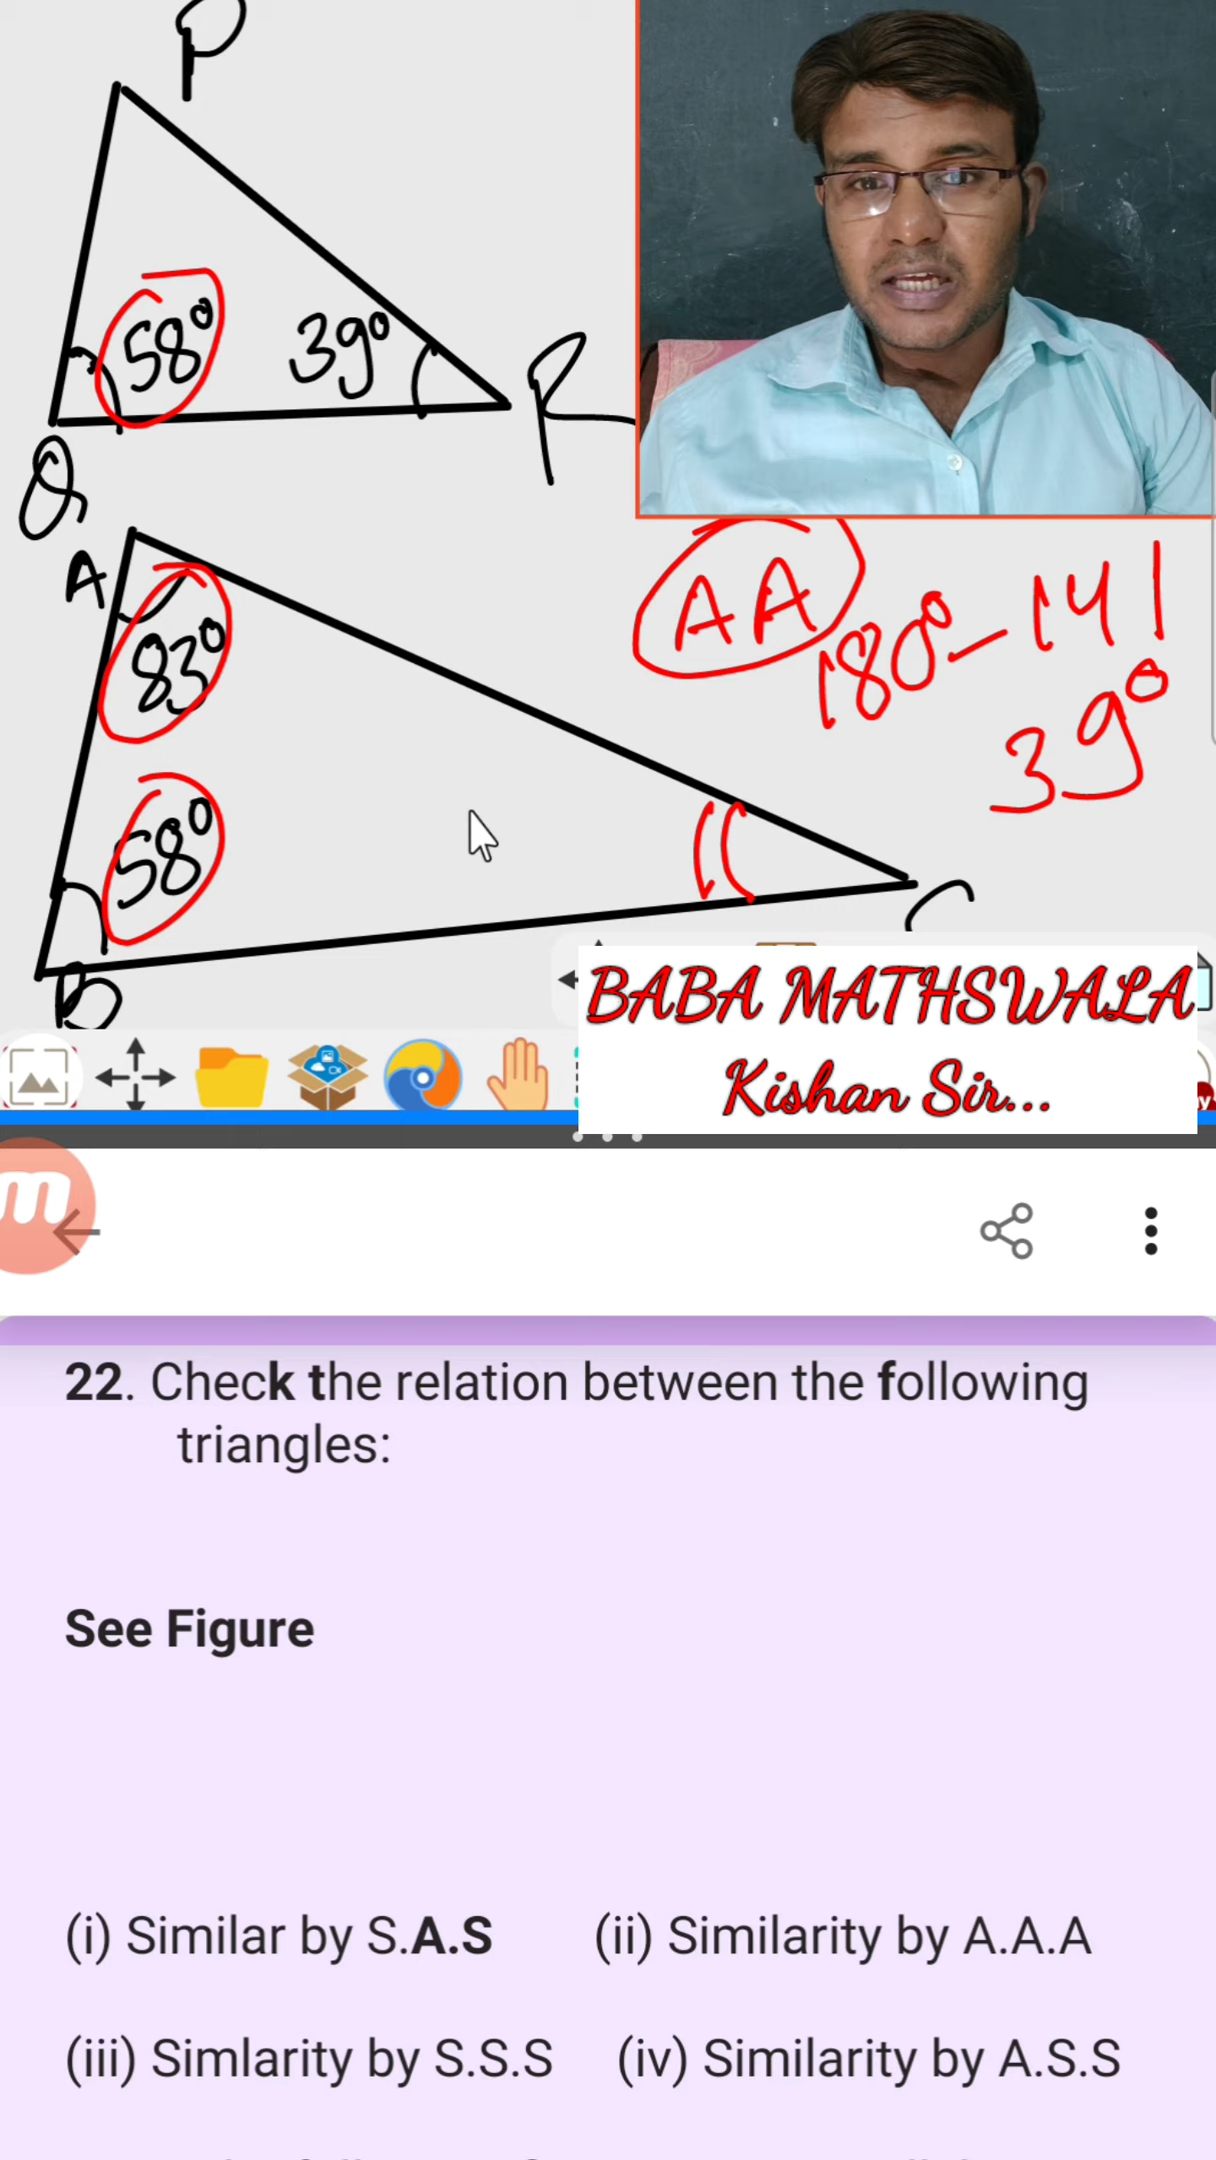 P
58° 39°
R
Q
A
83°
AA
180° - 141
39°
58°
C
B
BABA MATHSWALA
Kishan Sir...
m
22. Check the relation between the following
triangles:
See Figure
(i) Similar by S.A.S (ii) Similarity by A.A.A
(iii) Simlarity by S.S.S (iv) Similarity by A.S.S